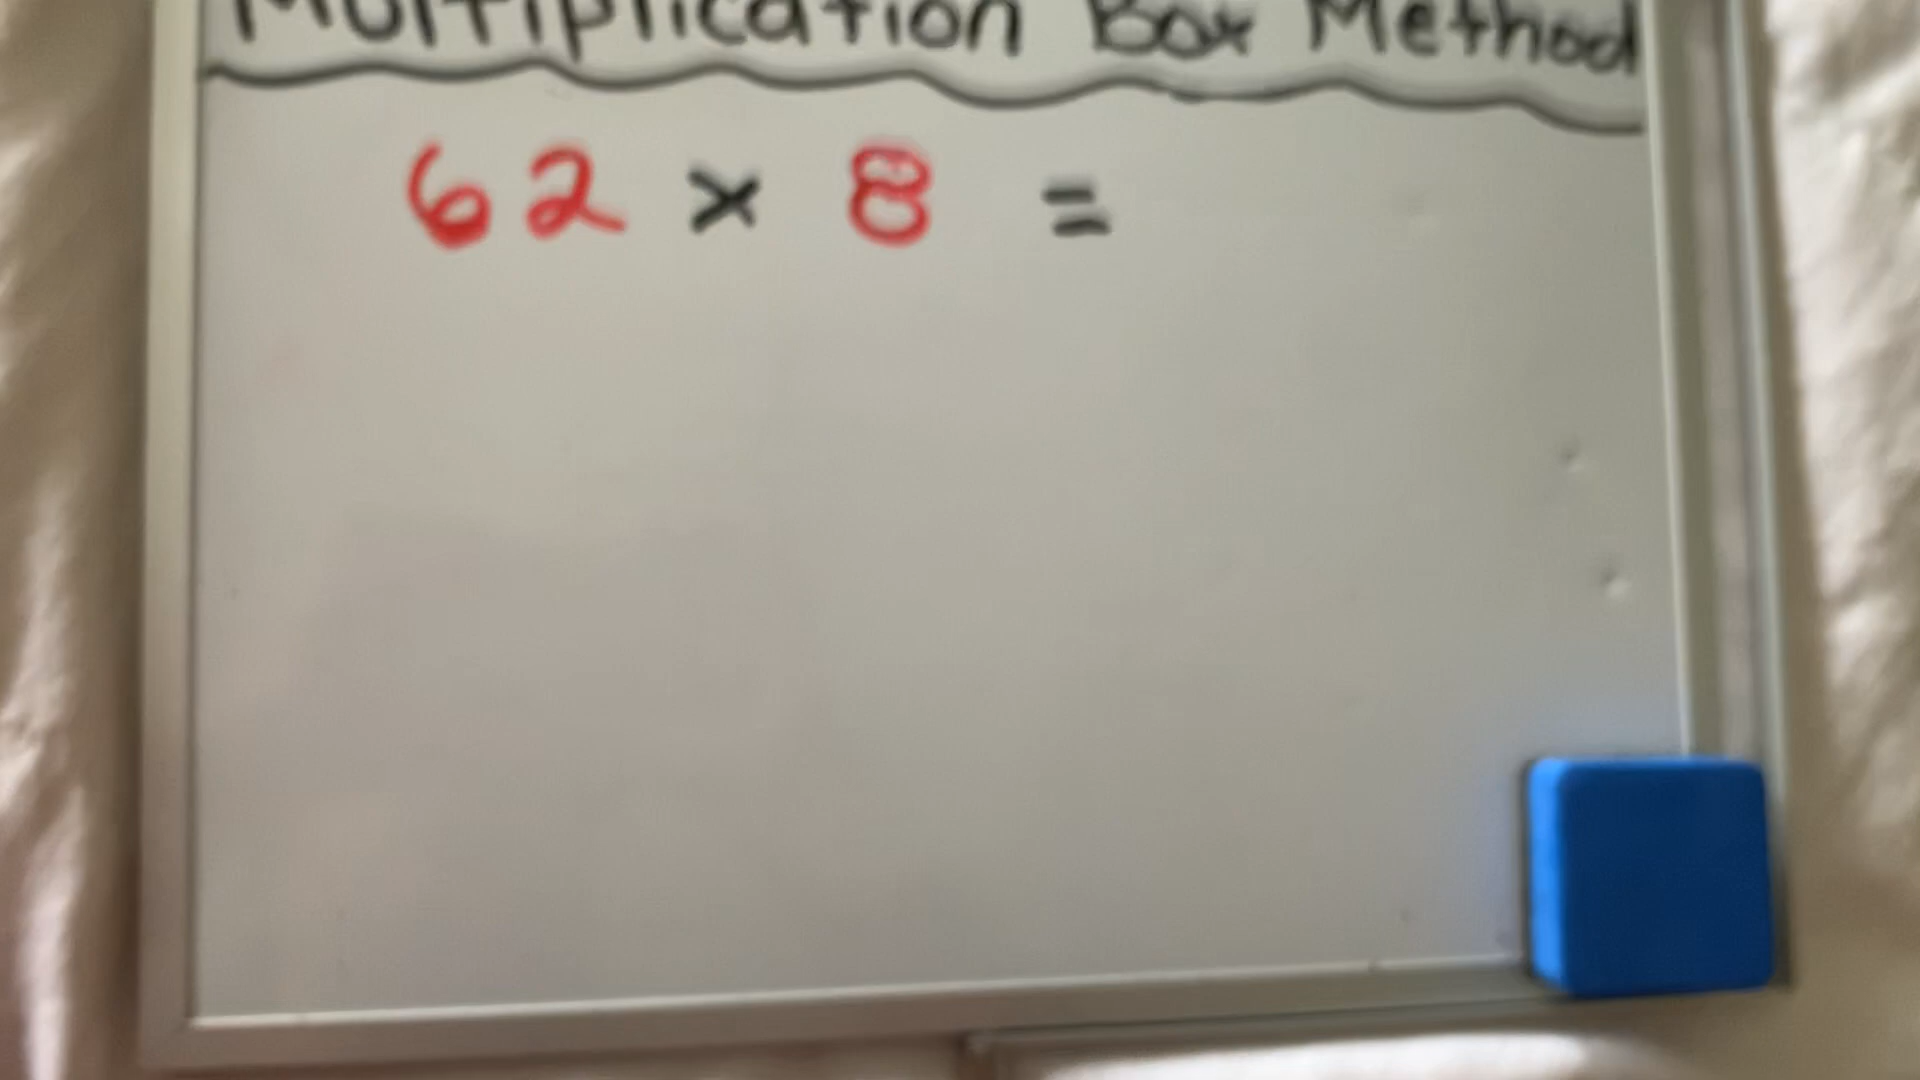 Multiplication Box Method
62 × 8 =